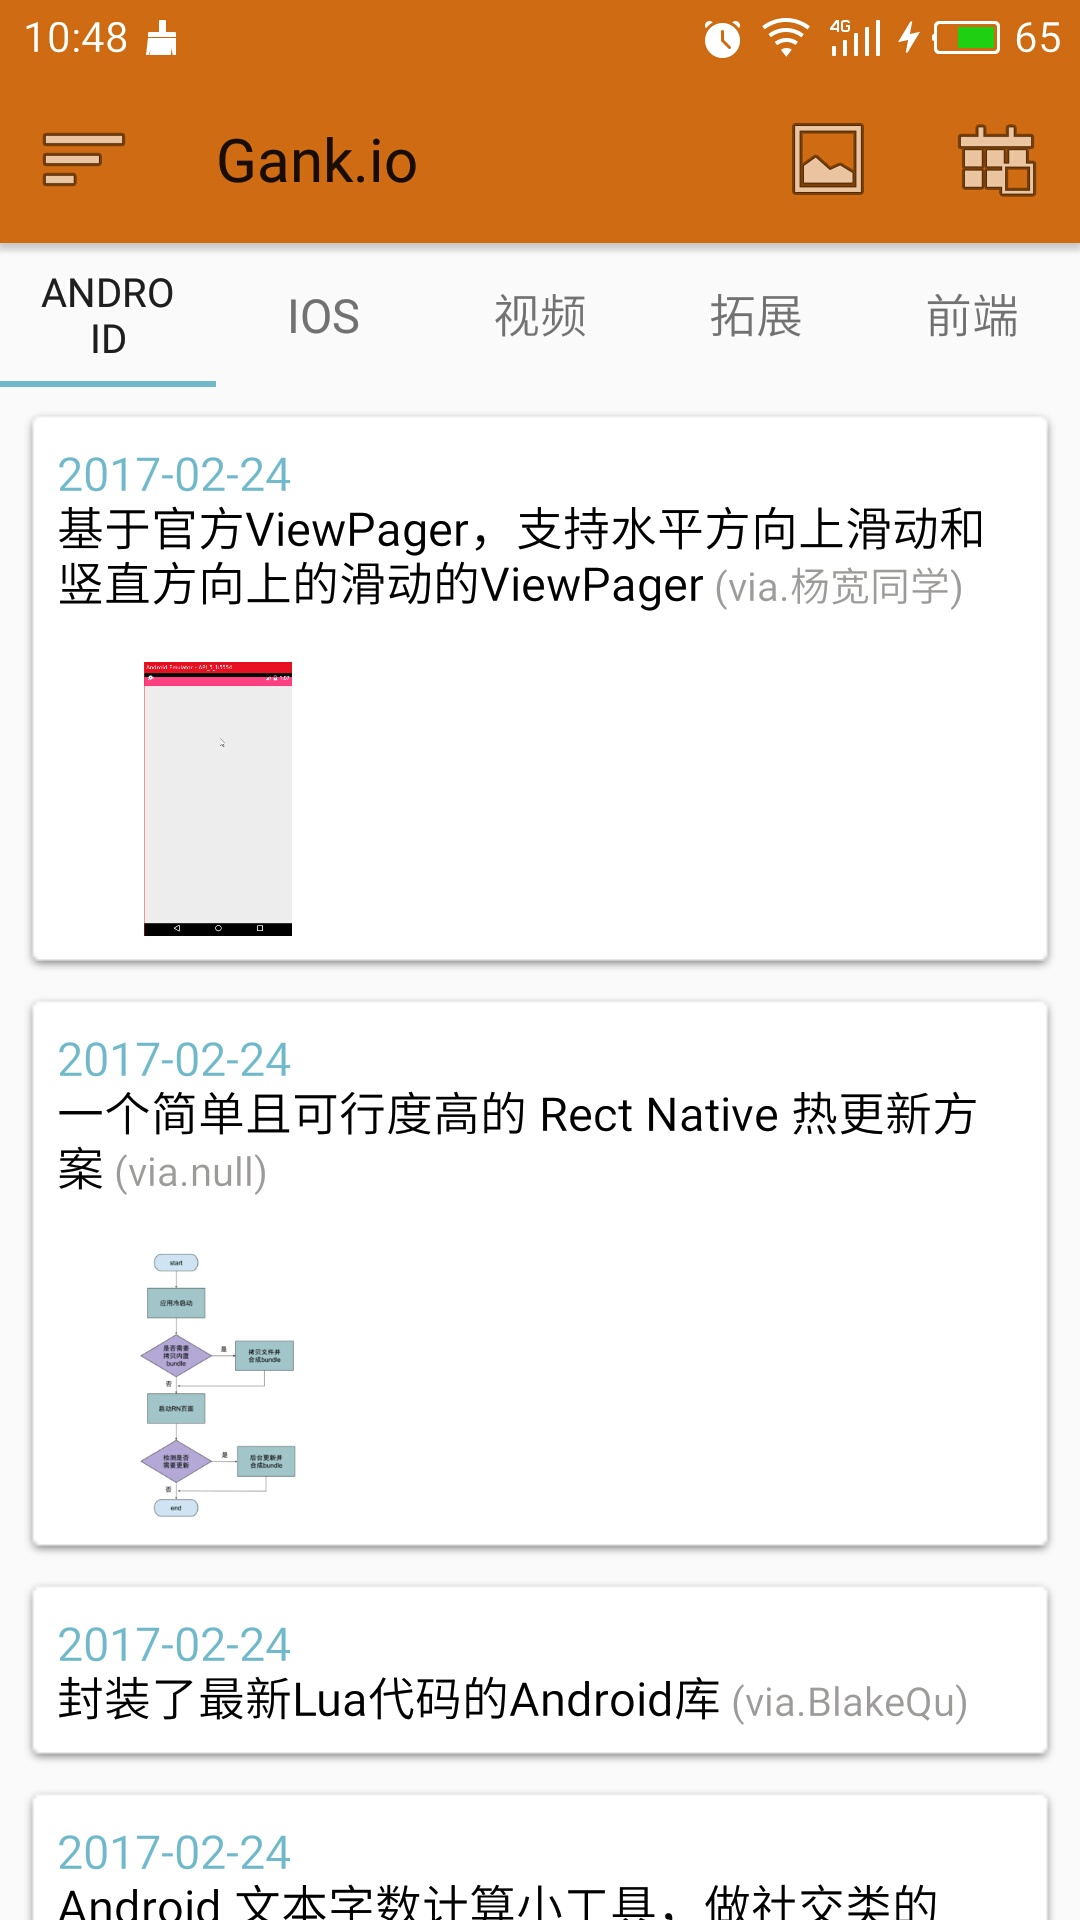 10:48
4G
65
Gank.io
ANDRO
ID
IOS
视频
拓展
前端
2017-02-24
基于官方ViewPager，支持水平方向上滑动和
竖直方向上的滑动的ViewPager (via.杨宽同学)
2017-02-24
一个简单且可行度高的 Rect Native 热更新方
案 (via.null)
start
应用冷启动
是否需要
拷贝内置
bundle
是
拷贝文件并
合成bundle
否
启动RN页面
检测是否
需要更新
是
后台更新并
合成bundle
否
end
2017-02-24
封装了最新Lua代码的Android库 (via.BlakeQu)
2017-02-24
Android 文本字数计算小工具，做社交类的